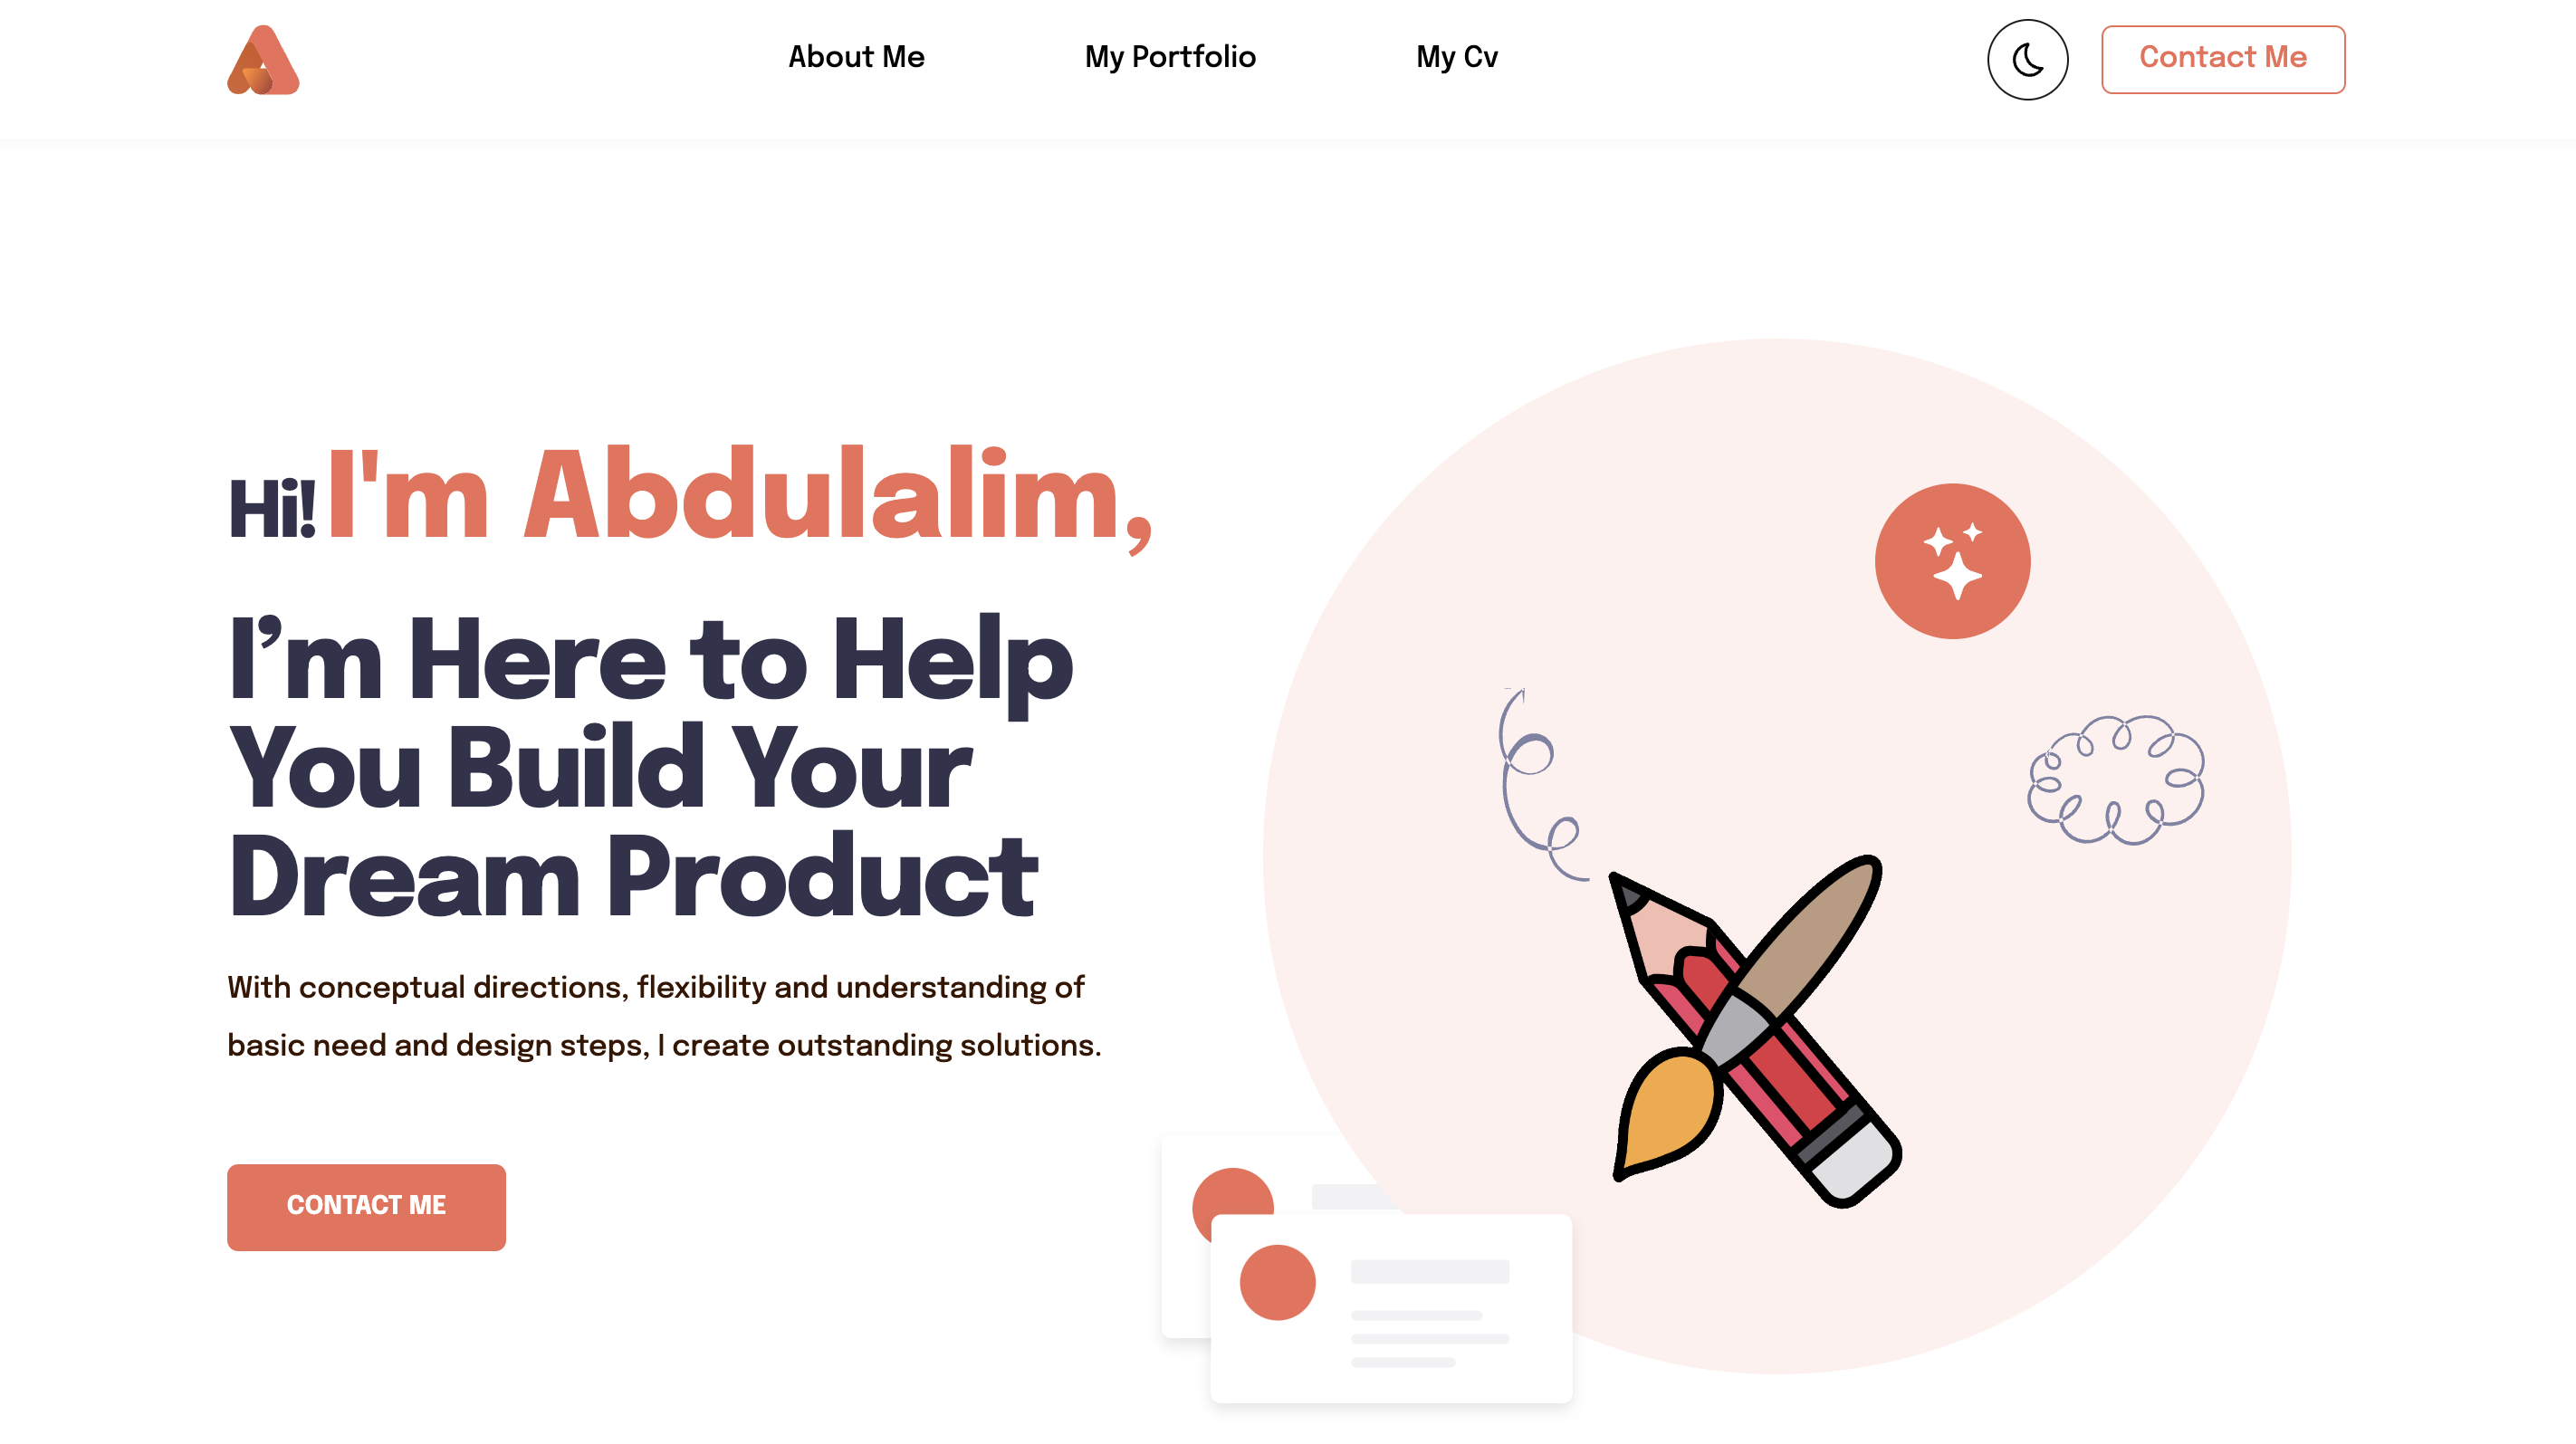 About Me
My Portfolio
My Cv
Contact Me
Hi! I'm Abdulalim,
I’m Here to Help
You Build Your
Dream Product
With conceptual directions, flexibility and understanding of
basic need and design steps, I create outstanding solutions.
CONTACT ME